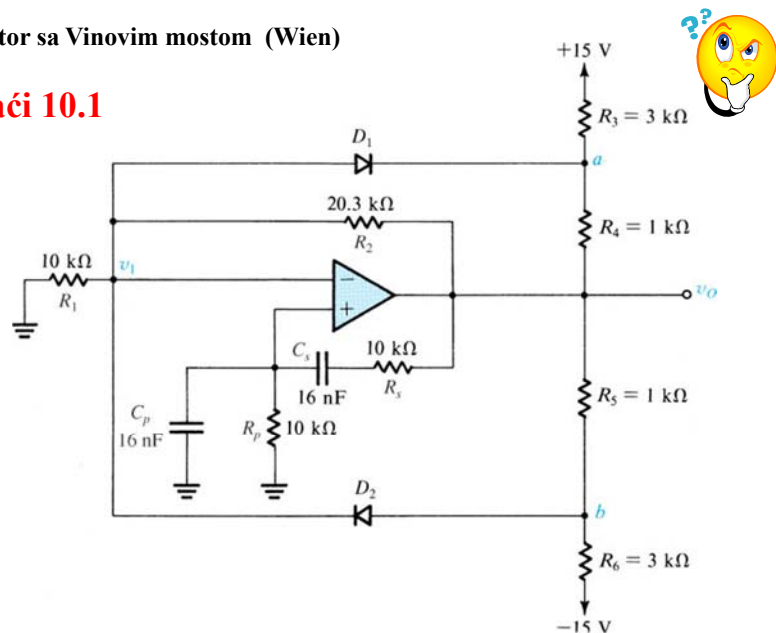 tor sa Vinovim mostom (Wien)
aći 10.1
??
+15 V
R₃ = 3 kΩ
D₁
a
20.3 kΩ
R₂
R₄ = 1 kΩ
10 kΩ
v₁
R₁
−
+
vO
Cₛ
10 kΩ
16 nF
Rₛ
R₅ = 1 kΩ
Cₚ
16 nF
Rₚ
10 kΩ
D₂
b
R₆ = 3 kΩ
−15 V